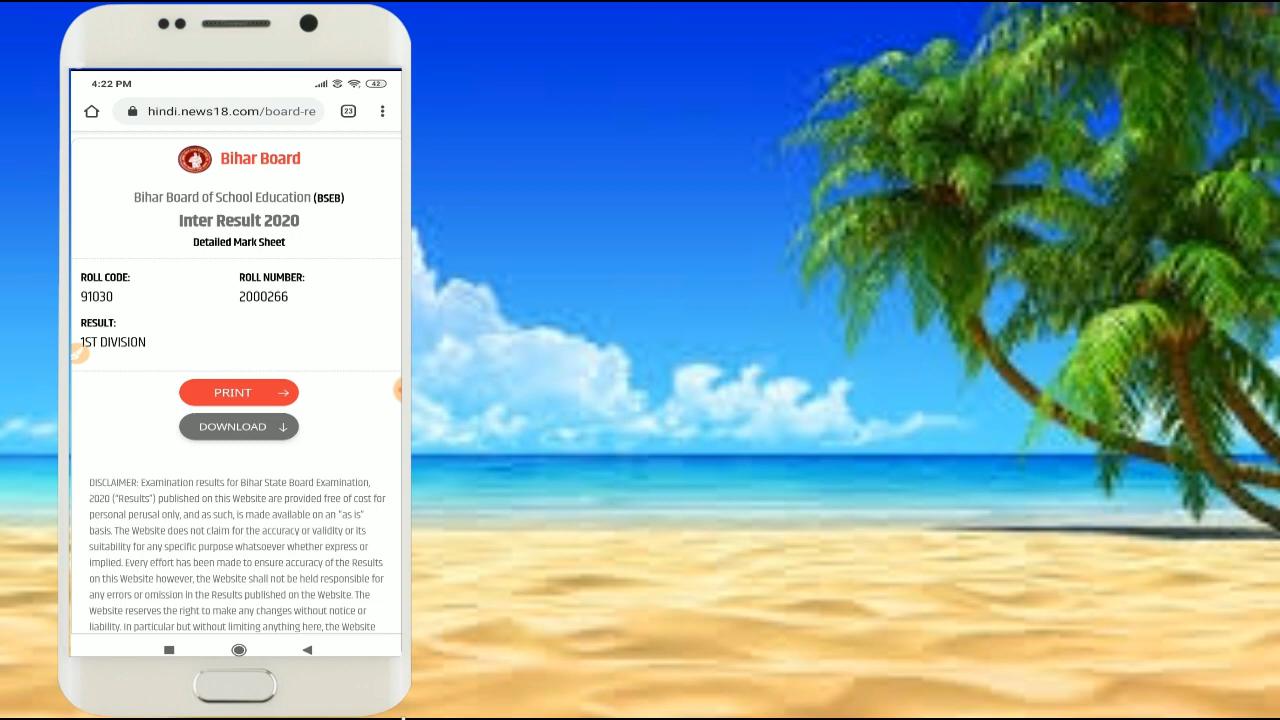 4:22 PM
42
hindi.news18.com/board-re
23
Bihar Board
Bihar Board of School Education (BSEB)
Inter Result 2020
Detailed Mark Sheet
ROLL CODE: ROLL NUMBER:
91030 2000266
RESULT:
1ST DIVISION
PRINT →
DOWNLOAD ↓
DISCLAIMER: Examination results for Bihar State Board Examination,
2020 ("Results") published on this Website are provided free of cost for
personal perusal only, and as such, is made available on an "as is"
basis. The Website does not claim for the accuracy or validity or its
suitability for any specific purpose whatsoever whether express or
implied. Every effort has been made to ensure accuracy of the Results
on this Website however, the Website shall not be held responsible for
any errors or omission in the Results published on the Website. The
Website reserves the right to make any changes without notice or
liability. In particular but without limiting anything here, the Website